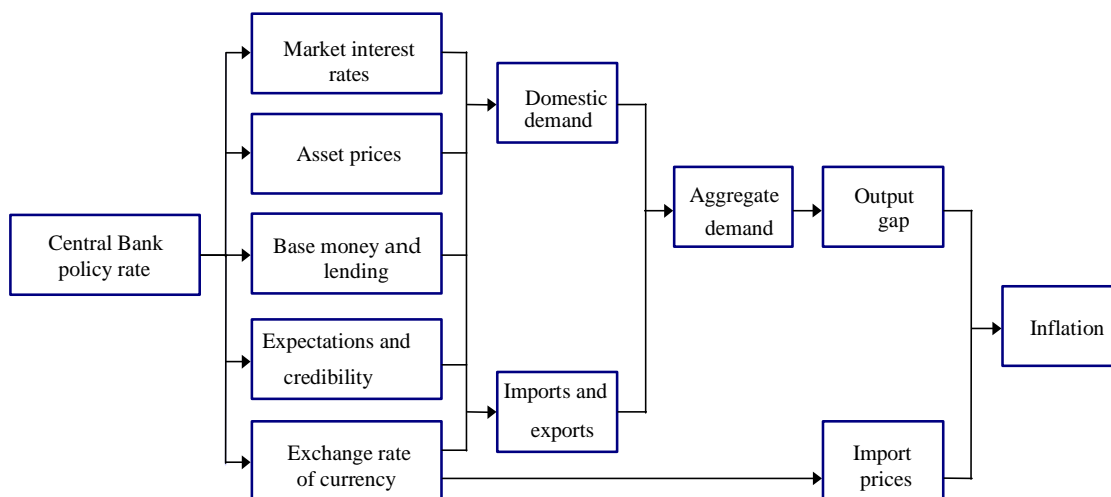 Market interest
rates
Asset prices
Base money and
lending
Expectations and
credibility
Exchange rate
of currency
Central Bank
policy rate
Domestic
demand
Imports and
exports
Aggregate
demand
Output
gap
Import
prices
Inflation